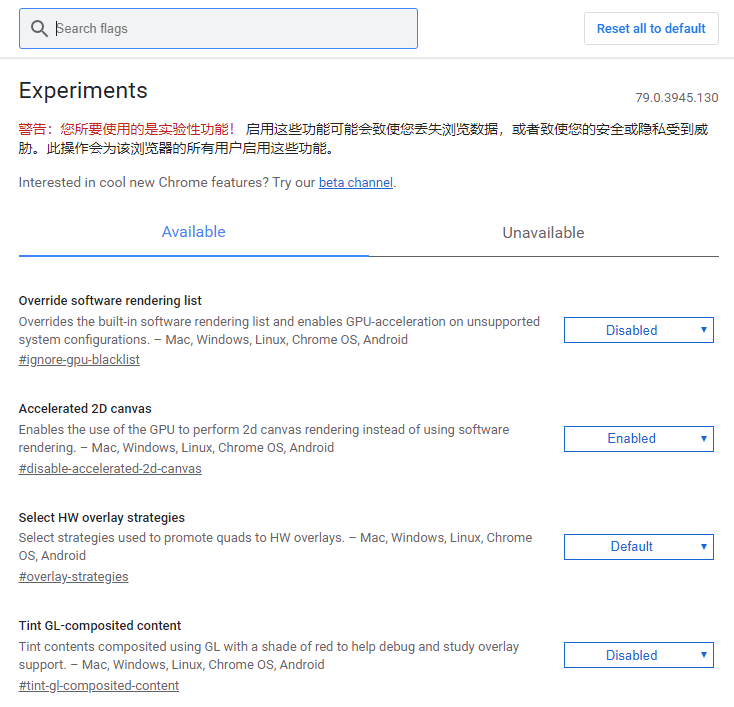 Search flags
Reset all to default
Experiments
79.0.3945.130
警告：您所要使用的是实验性功能！ 启用这些功能可能会致使您丢失浏览数据，或者致使您的安全或隐私受到威
胁。此操作会为该浏览器的所有用户启用这些功能。
Interested in cool new Chrome features? Try our beta channel.
Available
Unavailable
Override software rendering list
Overrides the built-in software rendering list and enables GPU-acceleration on unsupported
system configurations. – Mac, Windows, Linux, Chrome OS, Android
#ignore-gpu-blacklist
Disabled
Accelerated 2D canvas
Enables the use of the GPU to perform 2d canvas rendering instead of using software
rendering. – Mac, Windows, Linux, Chrome OS, Android
#disable-accelerated-2d-canvas
Enabled
Select HW overlay strategies
Select strategies used to promote quads to HW overlays. – Mac, Windows, Linux, Chrome
OS, Android
#overlay-strategies
Default
Tint GL-composited content
Tint contents composited using GL with a shade of red to help debug and study overlay
support. – Mac, Windows, Linux, Chrome OS, Android
#tint-gl-composited-content
Disabled